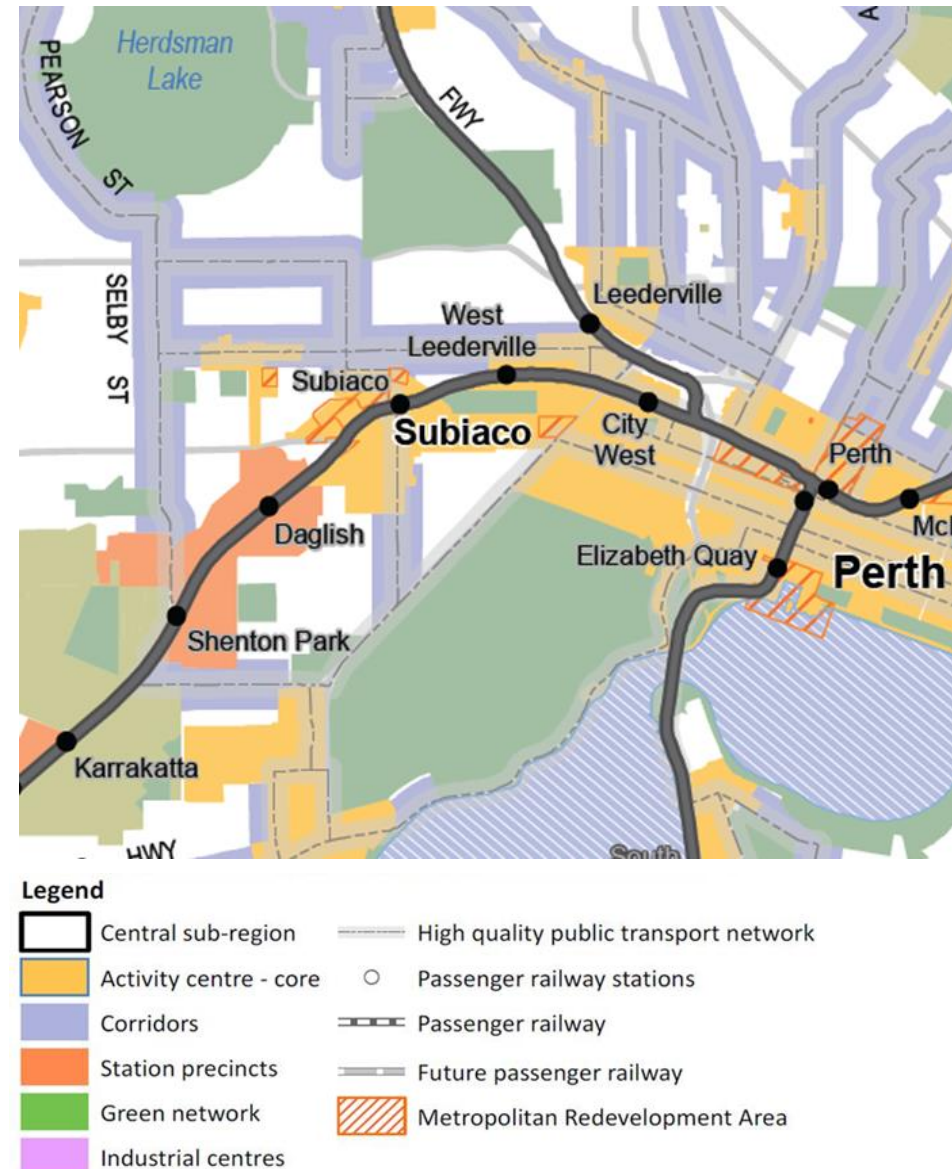 Herdsman
Lake
PEARSON
ST
FWY
A
SELBY
ST
Leederville
West
Leederville
Subiaco
Subiaco
City
West
Perth
Daglish
McI
Elizabeth Quay
Perth
Shenton Park
Karrakatta
HWY
South
Legend
Central sub-region
High quality public transport network
Activity centre - core
Passenger railway stations
Corridors
Passenger railway
Station precincts
Future passenger railway
Green network
Metropolitan Redevelopment Area
Industrial centres